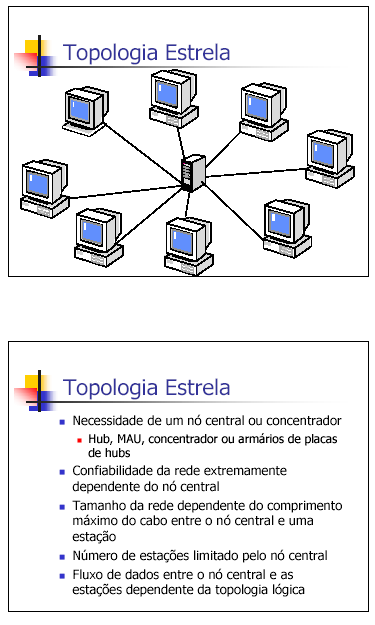 Topologia Estrela
Topologia Estrela
Necessidade de um nó central ou concentrador
Hub, MAU, concentrador ou armários de placas
de hubs
Confiabilidade da rede extremamente
dependente do nó central
Tamanho da rede dependente do comprimento
máximo do cabo entre o nó central e uma
estação
Número de estações limitado pelo nó central
Fluxo de dados entre o nó central e as
estações dependente da topologia lógica